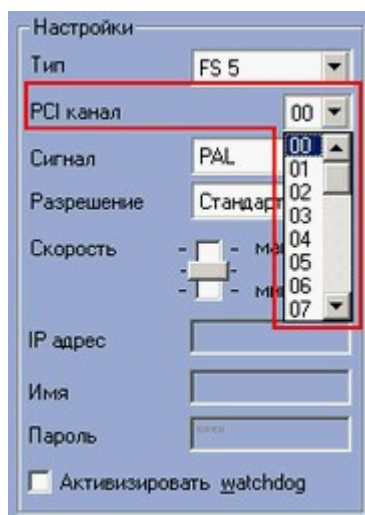 Настройки
Тип FS 5
PCI канал 00
Сигнал PAL 00
01
Разрешение Стандарт 02
03
Скорость 04
05
06
07
IP адрес
Имя
Пароль ****
Активизировать watchdog